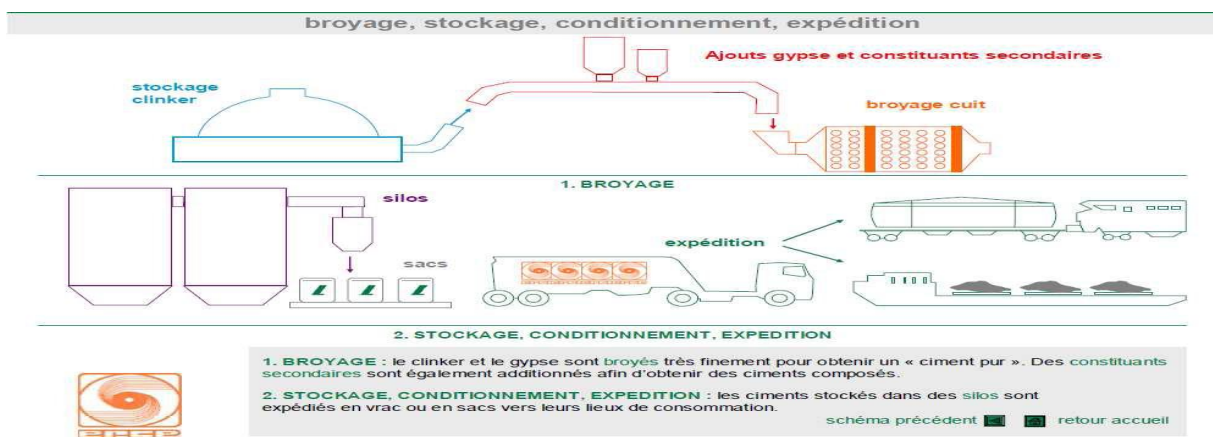 broyage, stockage, conditionnement, expédition
Ajouts gypse et constituants secondaires
stockage
clinker
broyage cuit
1. BROYAGE
silos
expédition
sacs
2. STOCKAGE, CONDITIONNEMENT, EXPEDITION
1. BROYAGE : le clinker et le gypse sont broyés très finement pour obtenir un « ciment pur ». Des constituants
secondaires sont également additionnés afin d'obtenir des ciments composés.
2. STOCKAGE, CONDITIONNEMENT, EXPEDITION : les ciments stockés dans des silos sont
expédiés en vrac ou en sacs vers leurs lieux de consommation.
schéma précédent retour accueil